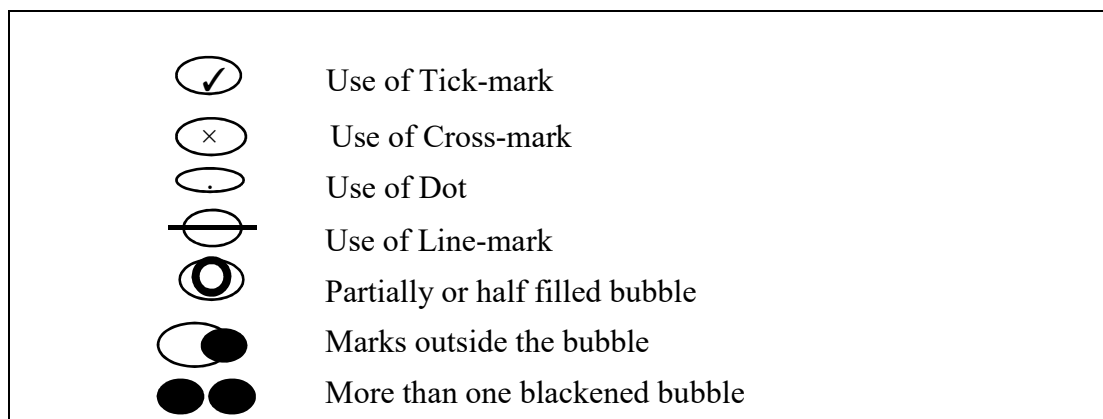 Use of Tick-mark
Use of Cross-mark
Use of Dot
Use of Line-mark
Partially or half filled bubble
Marks outside the bubble
More than one blackened bubble